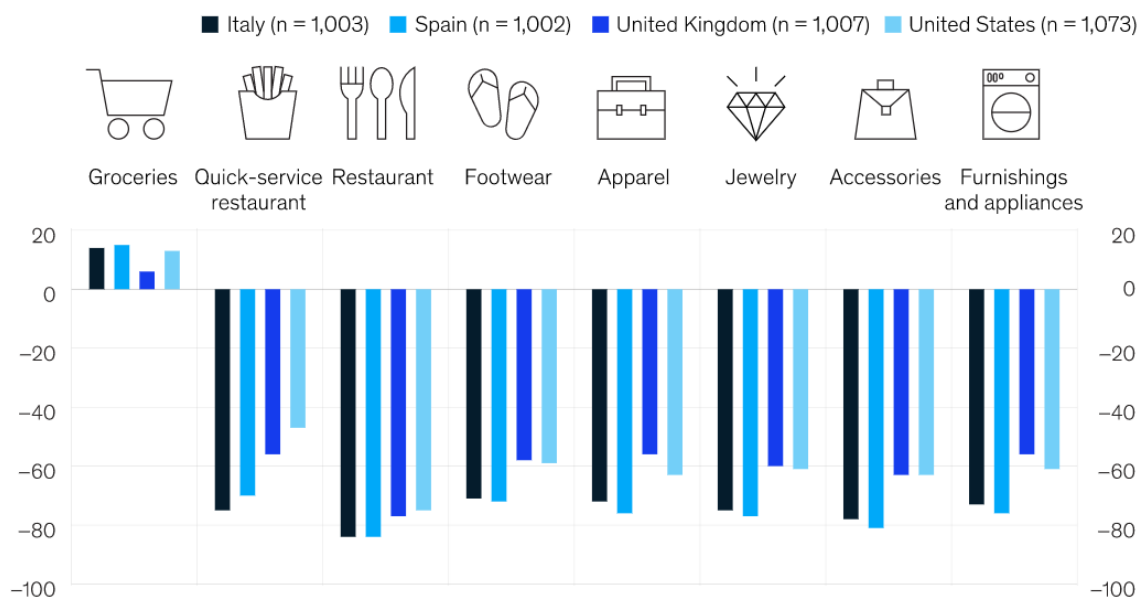 Italy (n = 1,003) Spain (n = 1,002) United Kingdom (n = 1,007) United States (n = 1,073)
Groceries Quick-service Restaurant Footwear Apparel Jewelry Accessories Furnishings
restaurant and appliances
20 20
0 0
–20 –20
–40 –40
–60 –60
–80 –80
–100 –100